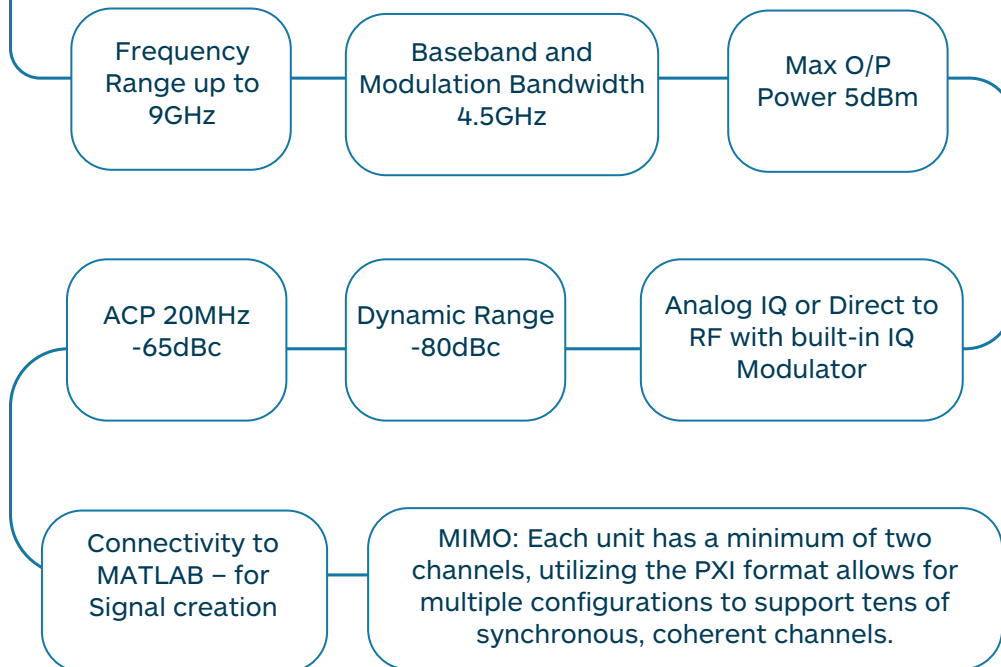 Frequency
Range up to
9GHz
Baseband and
Modulation Bandwidth
4.5GHz
Max O/P
Power 5dBm
ACP 20MHz
-65dBc
Dynamic Range
-80dBc
Analog IQ or Direct to
RF with built-in IQ
Modulator
Connectivity to
MATLAB – for
Signal creation
MIMO: Each unit has a minimum of two
channels, utilizing the PXI format allows for
multiple configurations to support tens of
synchronous, coherent channels.